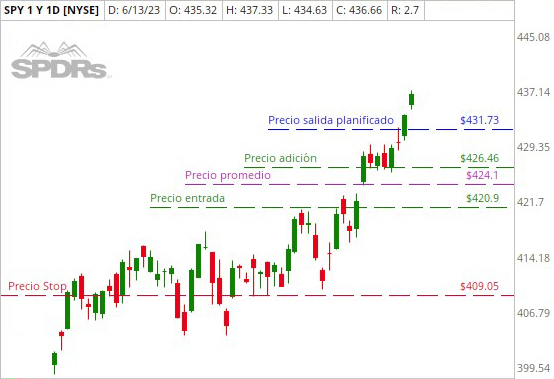 SPY 1 Y 1D [NYSE] D: 6/13/23 O: 435.32 H: 437.33 L: 434.63 C: 436.66 R: 2.7
445.08
SPDRs
437.14
Precio salida planificado $431.73
429.35
Precio adición $426.46
Precio promedio $424.1
Precio entrada $420.9
421.7
414.18
Precio Stop $409.05
406.79
399.54